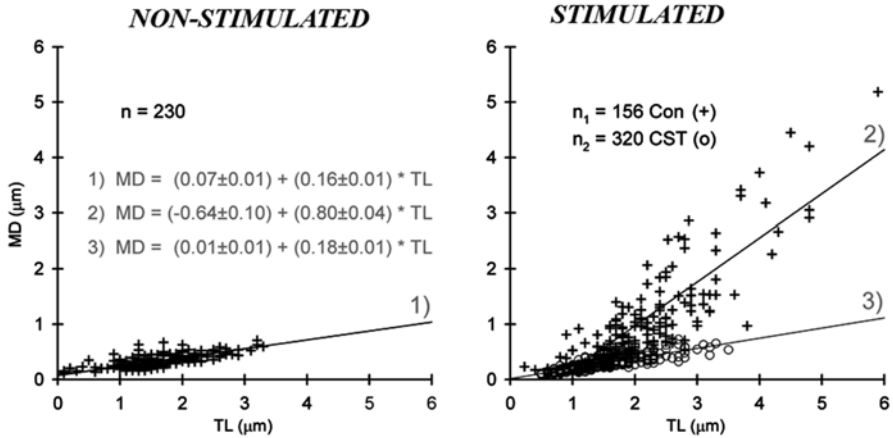 NON-STIMULATED
STIMULATED
6
5
4
3
2
1
0
MD (µm)
n = 230
1) MD = (0.07±0.01) + (0.16±0.01) * TL
2) MD = (-0.64±0.10) + (0.80±0.04) * TL
3) MD = (0.01±0.01) + (0.18±0.01) * TL
1)
0 1 2 3 4 5 6
TL (µm)
6
5
4
3
2
1
0
n1 = 156 Con (+)
n2 = 320 CST (o)
2)
3)
0 1 2 3 4 5 6
TL (µm)